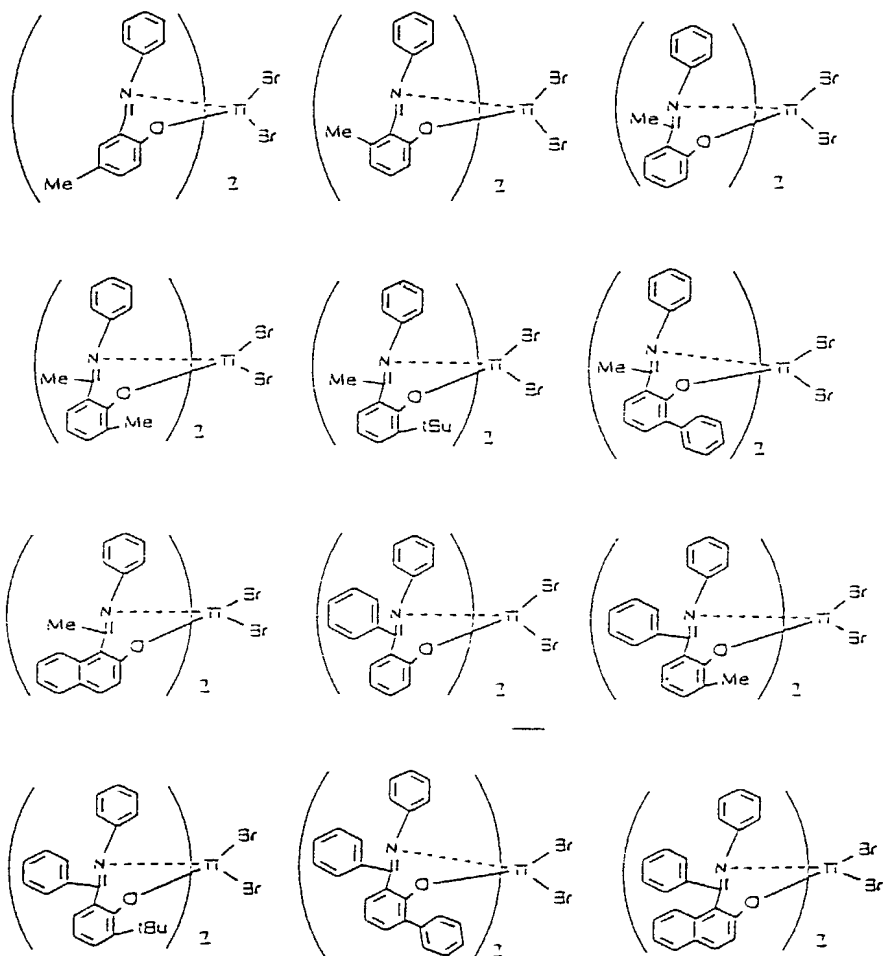 Br Br Br
N Ti N Ti N Ti
Br Br Me Br
O O O
Me Me
2 2 2
Br Br Br
N Ti N Ti N Ti
Me Br Me Br Me Br
O O O
Me tBu
2 2 2
Br Br Br
N Ti N Ti N Ti
Me Br Br Br
O O O
Me
2 2 2
Br Br Br
N Ti N Ti N Ti
Br Br Br
O O O
tBu
2 2 2